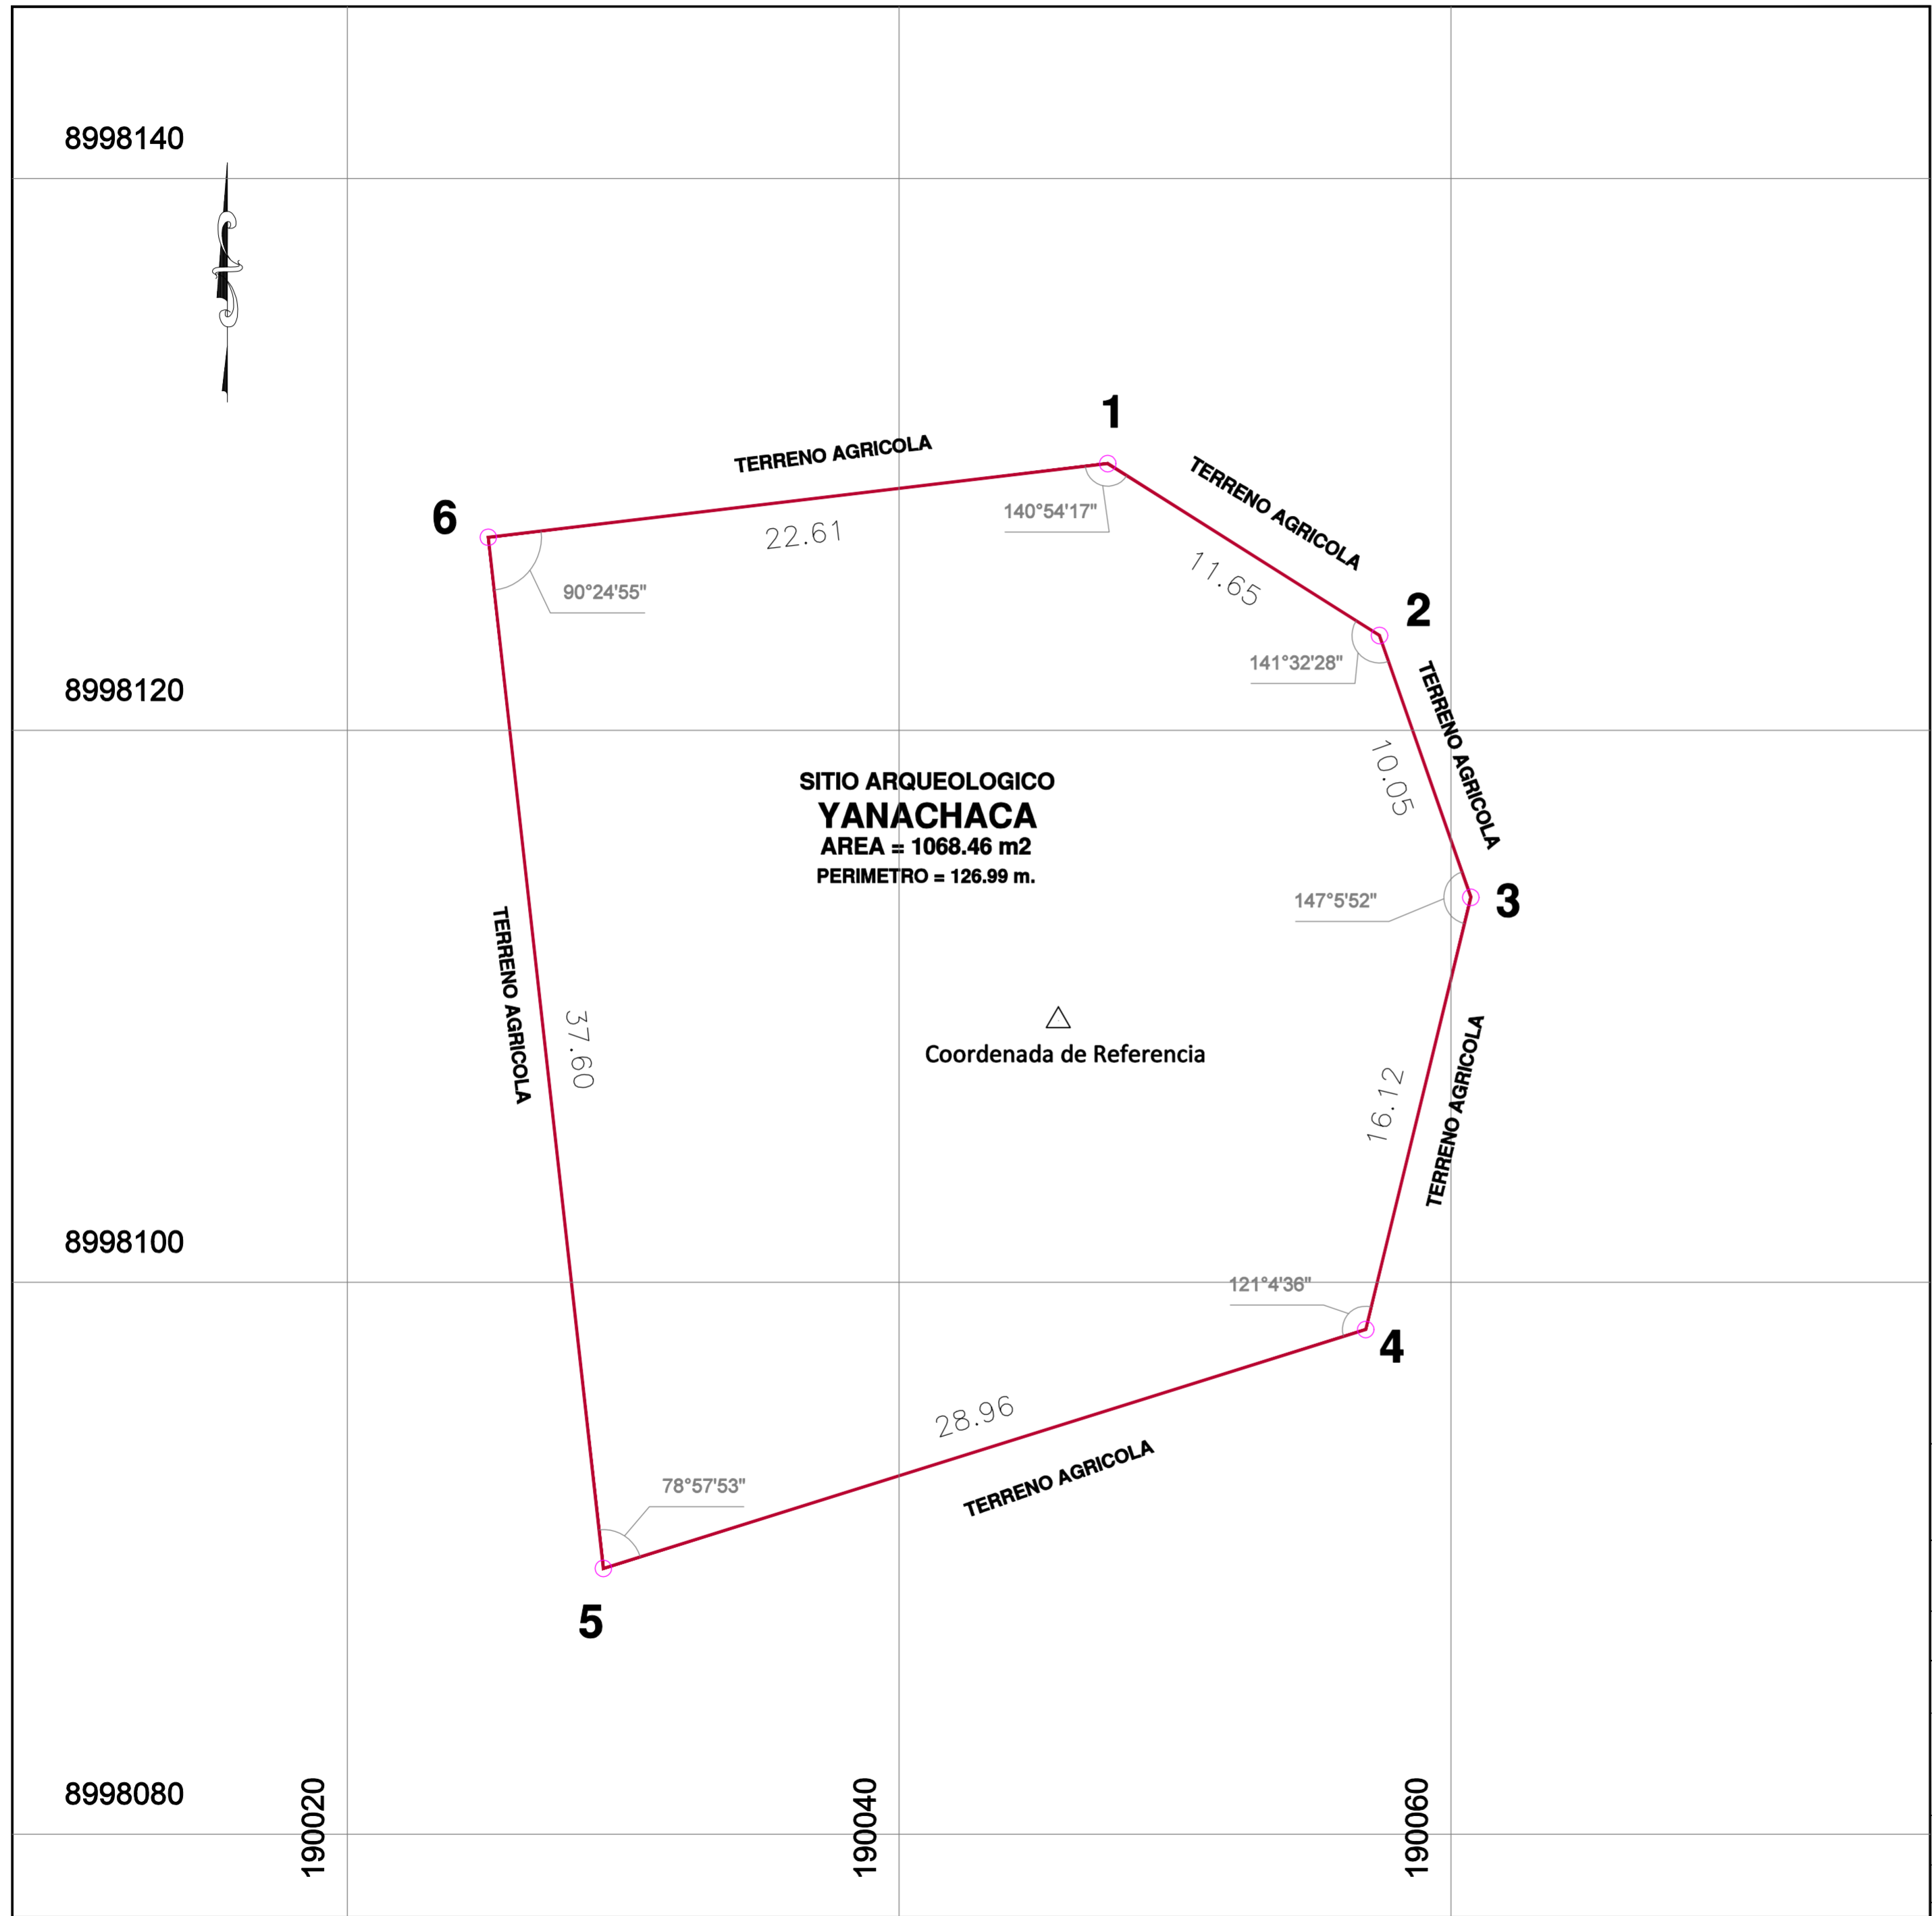 8998140
1
TERRENO AGRICOLA
TERRENO AGRICOLA
6
140°54'17"
22.61
11.65
90°24'55"
2
141°32'28"
8998120
TERRENO AGRICOLA
10.05
SITIO ARQUEOLOGICO
YANACHACA
AREA = 1068.46 m2
PERIMETRO = 126.99 m.
147°5'52"
3
TERRENO AGRICOLA
37.60
Coordenada de Referencia
16.12
TERRENO AGRICOLA
8998100
121°4'36"
4
28.96
TERRENO AGRICOLA
78°57'53"
5
8998080
190020
190040
190060